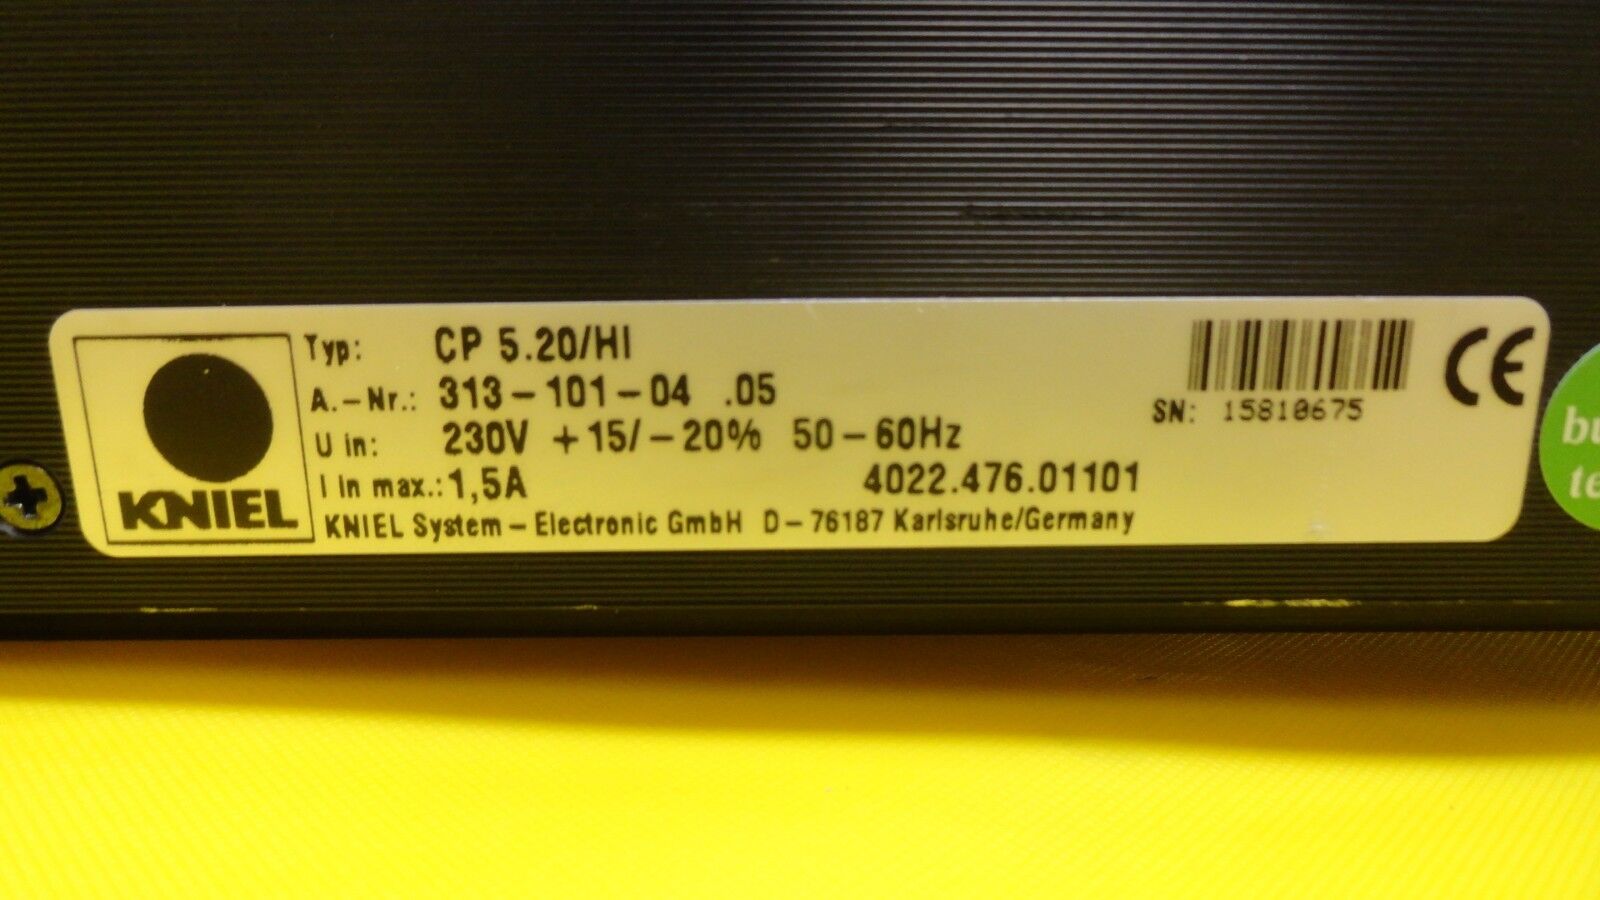 KNIEL
Typ: CP 5.20/HI
A.-Nr.: 313-101-04 .05
U in: 230V +15/-20% 50-60Hz
I in max.: 1,5A 4022.476.01101
KNIEL System-Electronic GmbH D-76187 Karlsruhe/Germany
SN: 15810675
CE